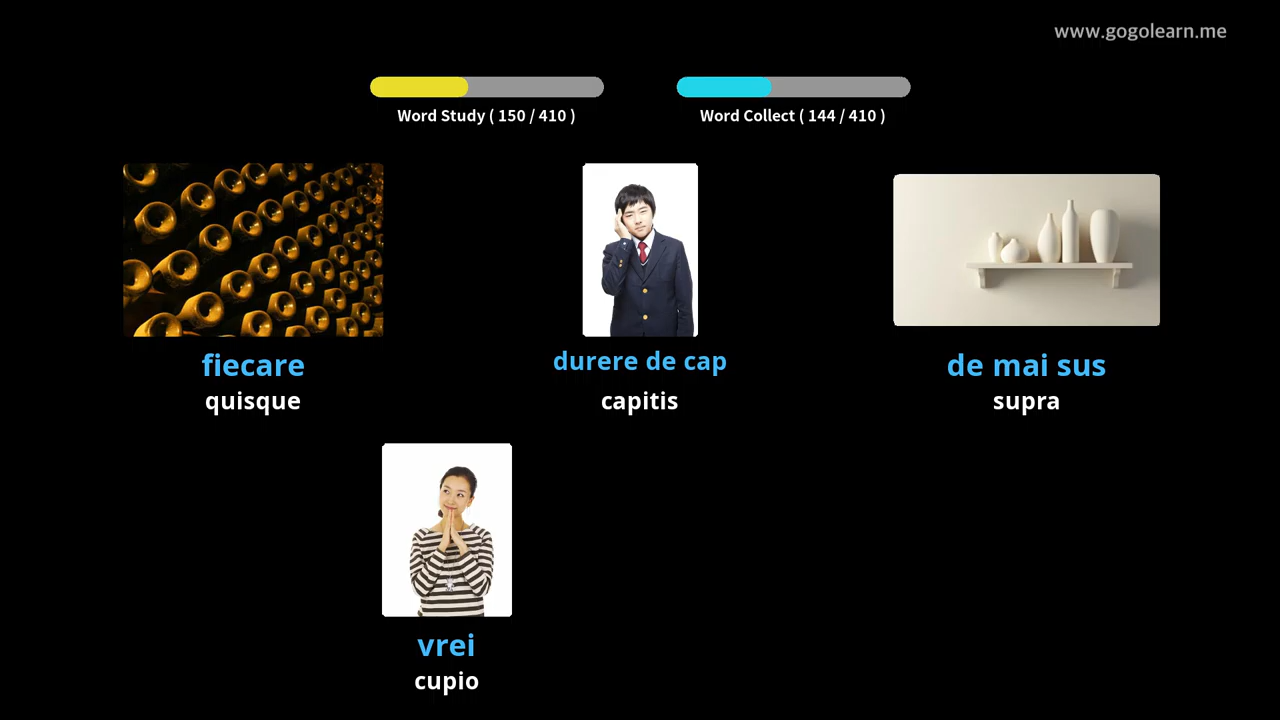 www.gogolearn.me
Word Study ( 150 / 410 )
Word Collect ( 144 / 410 )
fiecare
quisque
durere de cap
capitis
de mai sus
supra
vrei
cupio